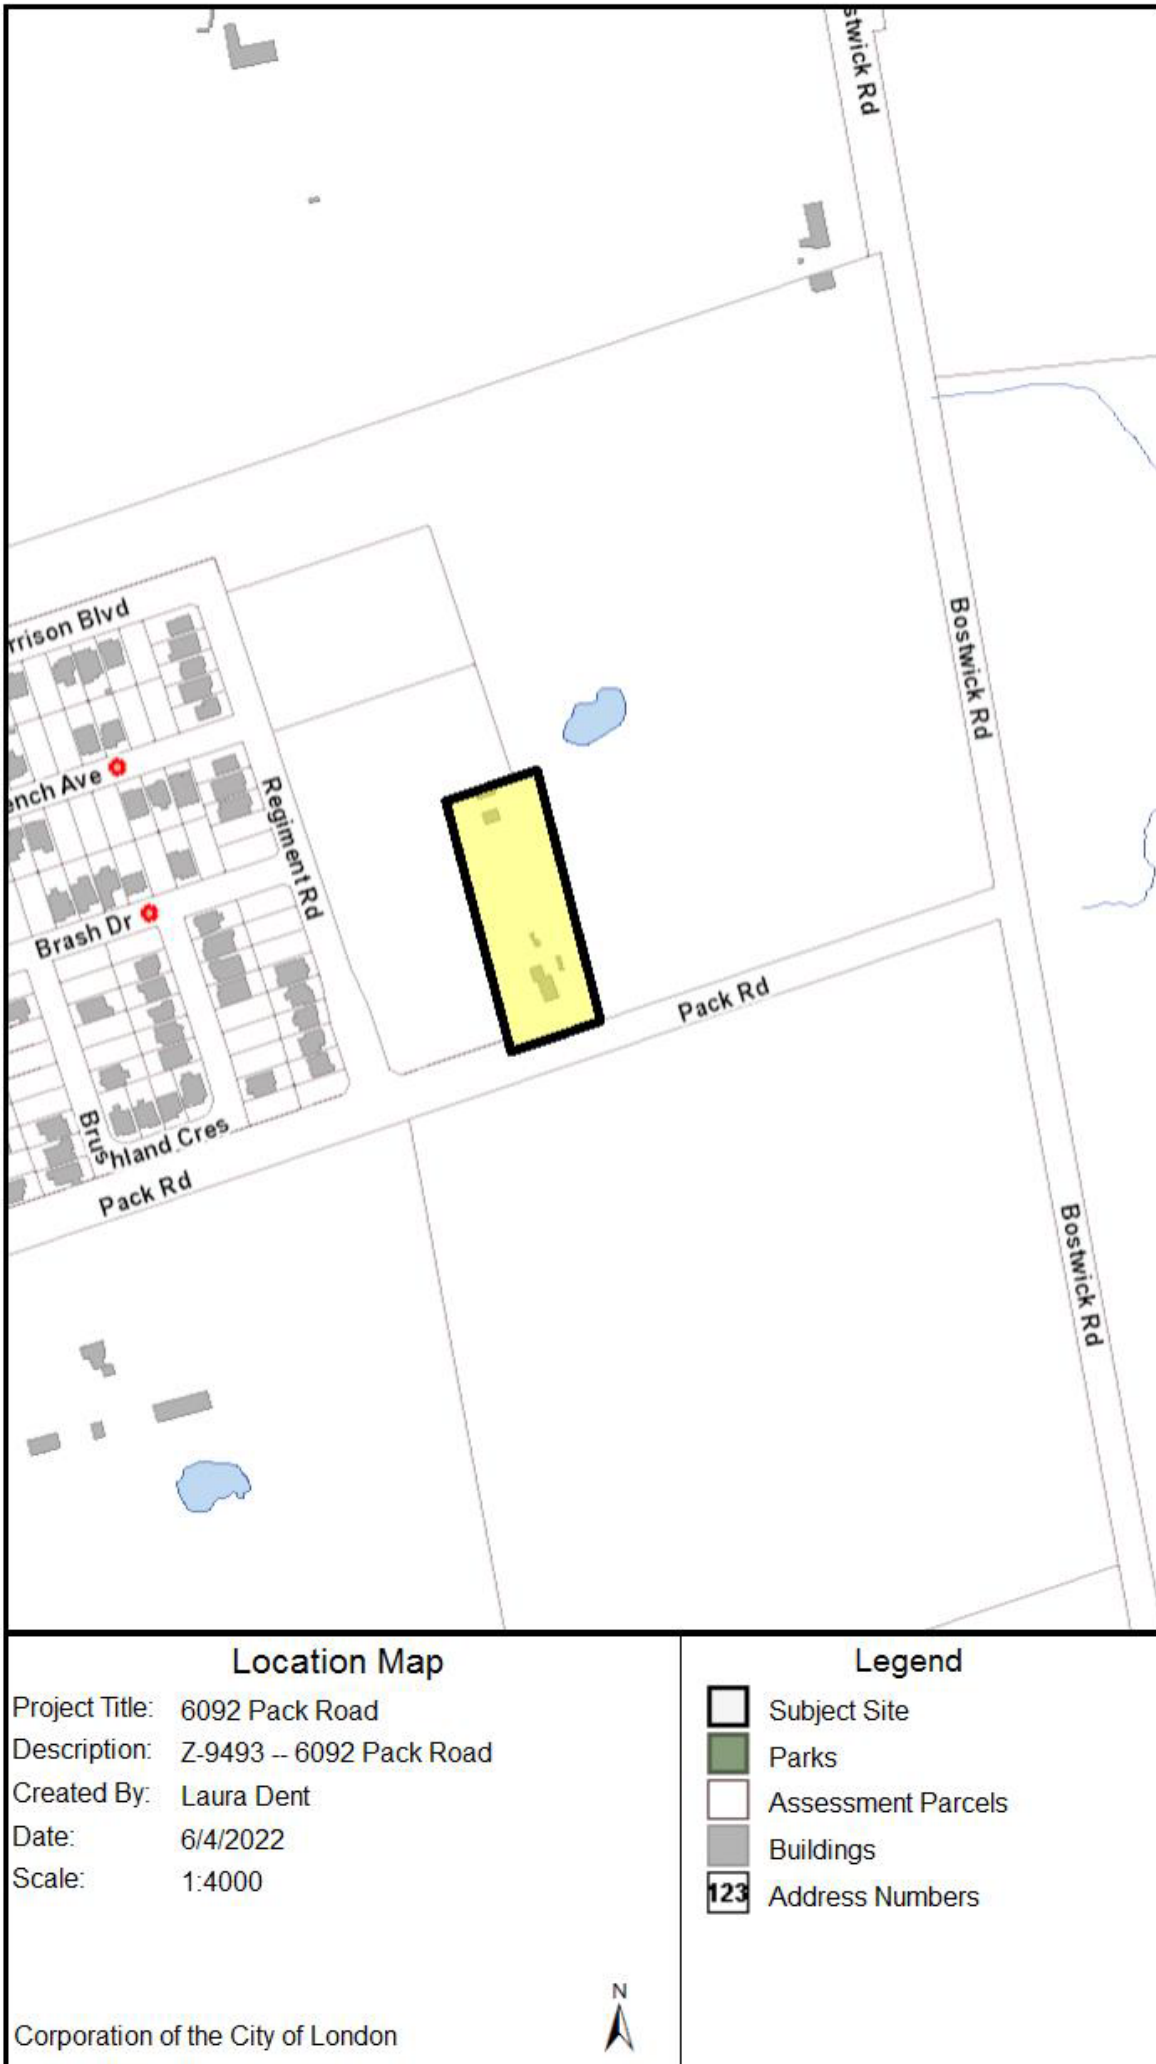 stwick Rd
rrison Blvd
Bostwick Rd
ench Ave
Regiment Rd
Brash Dr
Pack Rd
Brushland Cres
Pack Rd
Bostwick Rd
Location Map
Project Title: 6092 Pack Road
Description: Z-9493 -- 6092 Pack Road
Created By: Laura Dent
Date: 6/4/2022
Scale: 1:4000
N
Corporation of the City of London
Legend
Subject Site
Parks
Assessment Parcels
Buildings
123 Address Numbers